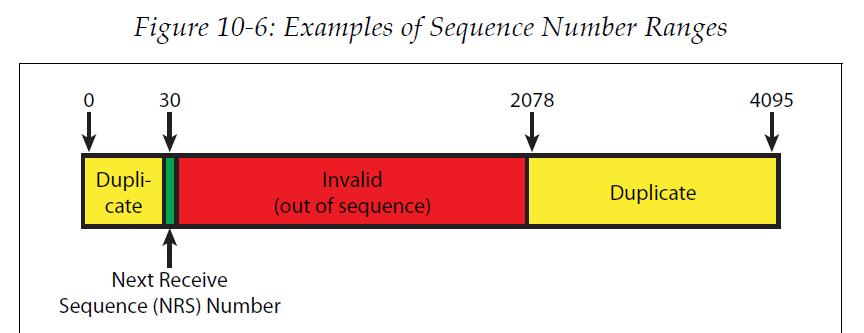 Figure 10-6: Examples of Sequence Number Ranges
0 30 2078 4095
Dupli-
cate
Invalid
(out of sequence)
Duplicate
Next Receive
Sequence (NRS) Number